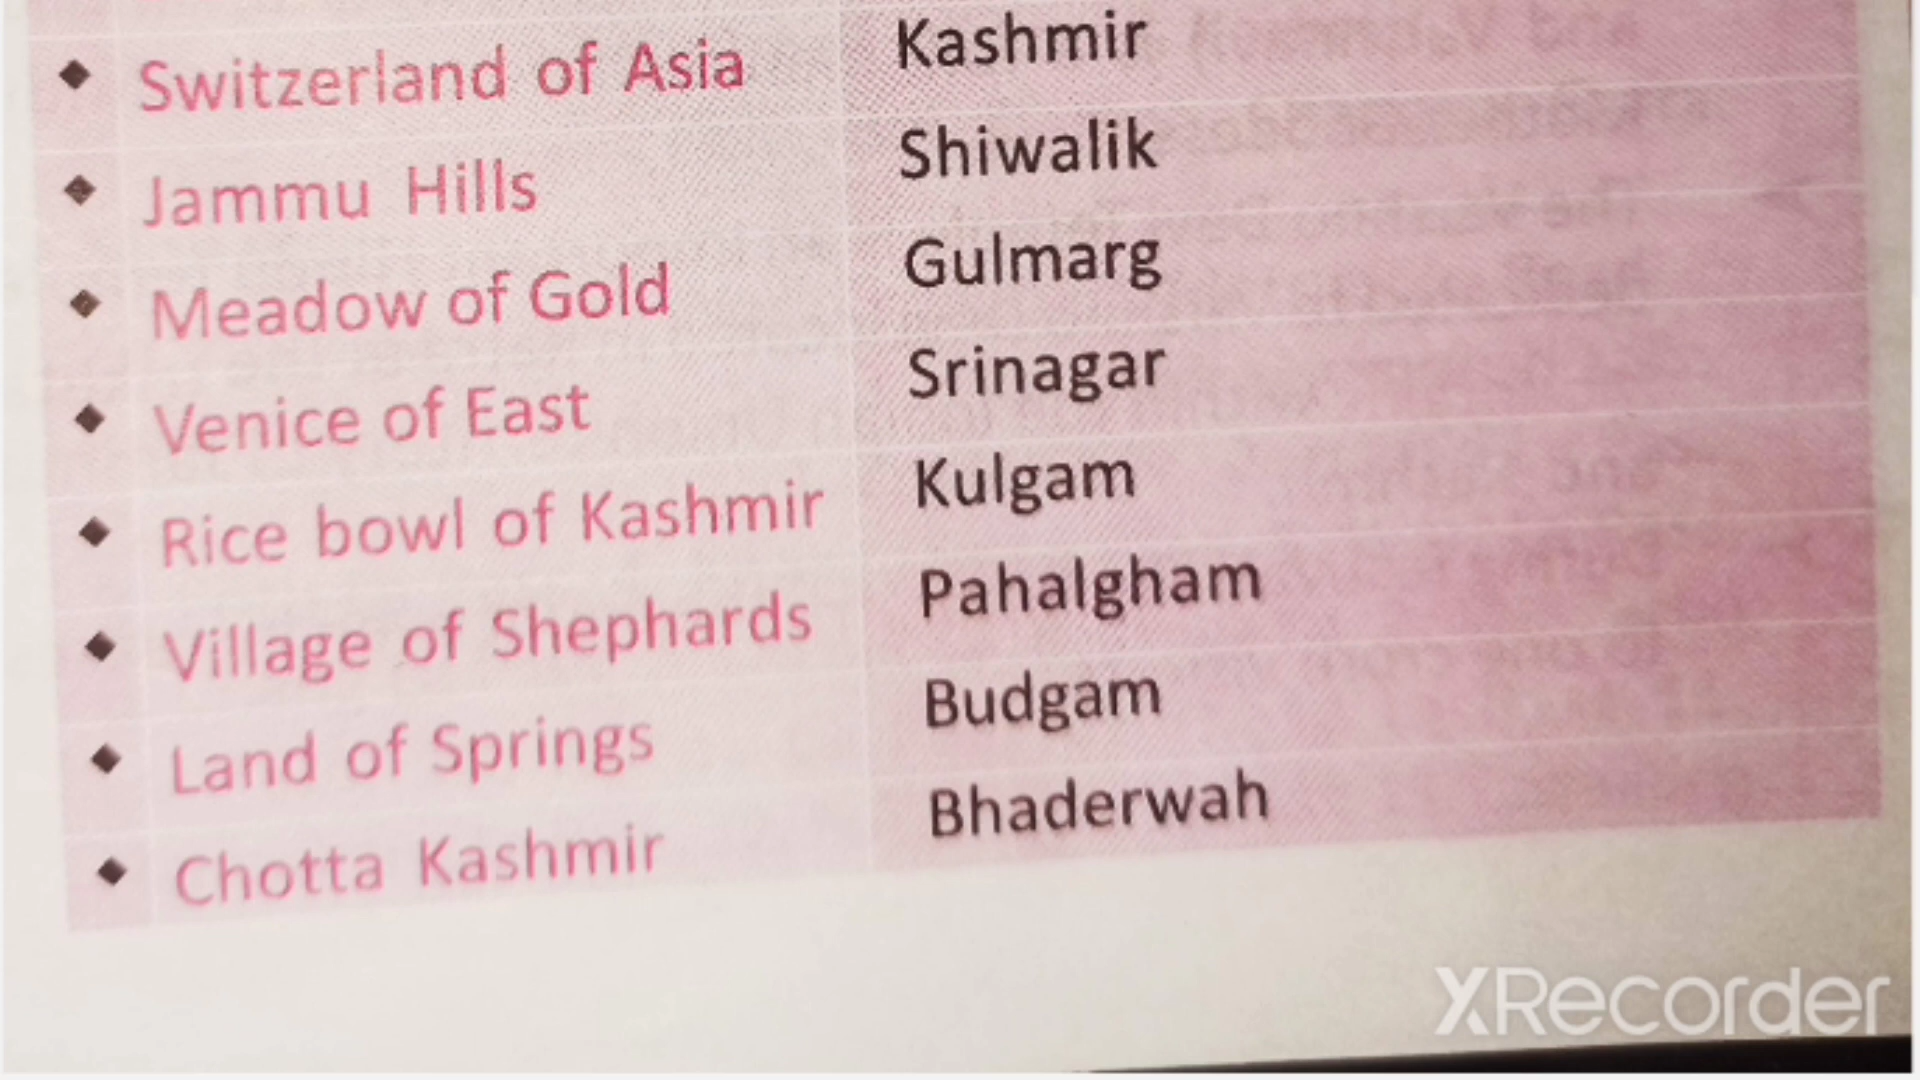 Switzerland of Asia Kashmir
Jammu Hills Shiwalik
Meadow of Gold Gulmarg
Venice of East Srinagar
Rice bowl of Kashmir Kulgam
Village of Shephards Pahalgham
Land of Springs Budgam
Chotta Kashmir Bhaderwah
XRecorder